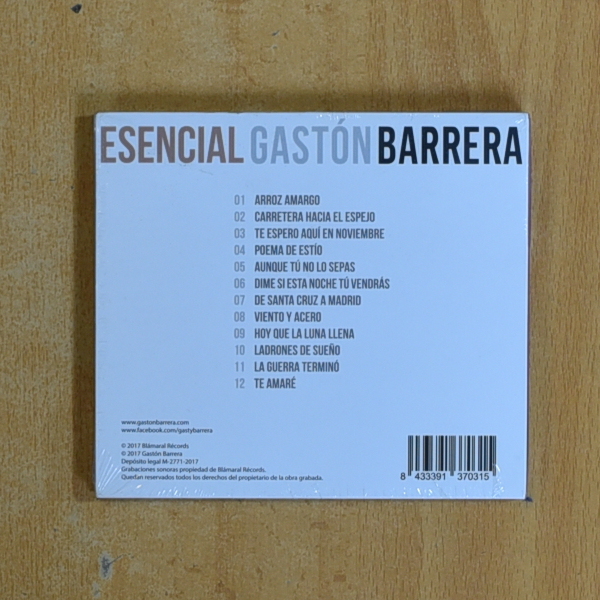 ESENCIAL GASTÓN BARRERA
01 ARROZ AMARGO
02 CARRETERA HACIA EL ESPEJO
03 TE ESPERO AQUÍ EN NOVIEMBRE
04 POEMA DE ESTÍO
05 AUNQUE TÚ NO LO SEPAS
06 DIME SI ESTA NOCHE TÚ VENDRÁS
07 DE SANTA CRUZ A MADRID
08 VIENTO Y ACERO
09 HOY QUE LA LUNA LLENA
10 LADRONES DE SUEÑO
11 LA GUERRA TERMINÓ
12 TE AMARÉ
www.gastonbarrera.com
www.facebook.com/gastybarrera
© 2017 Blámaral Récords
© 2017 Gastón Barrera
Depósito legal M-2771-2017
Grabaciones sonoras propiedad de Blámaral Récords.
Quedan reservados todos los derechos del propietario de la obra grabada.
8 433391 370315